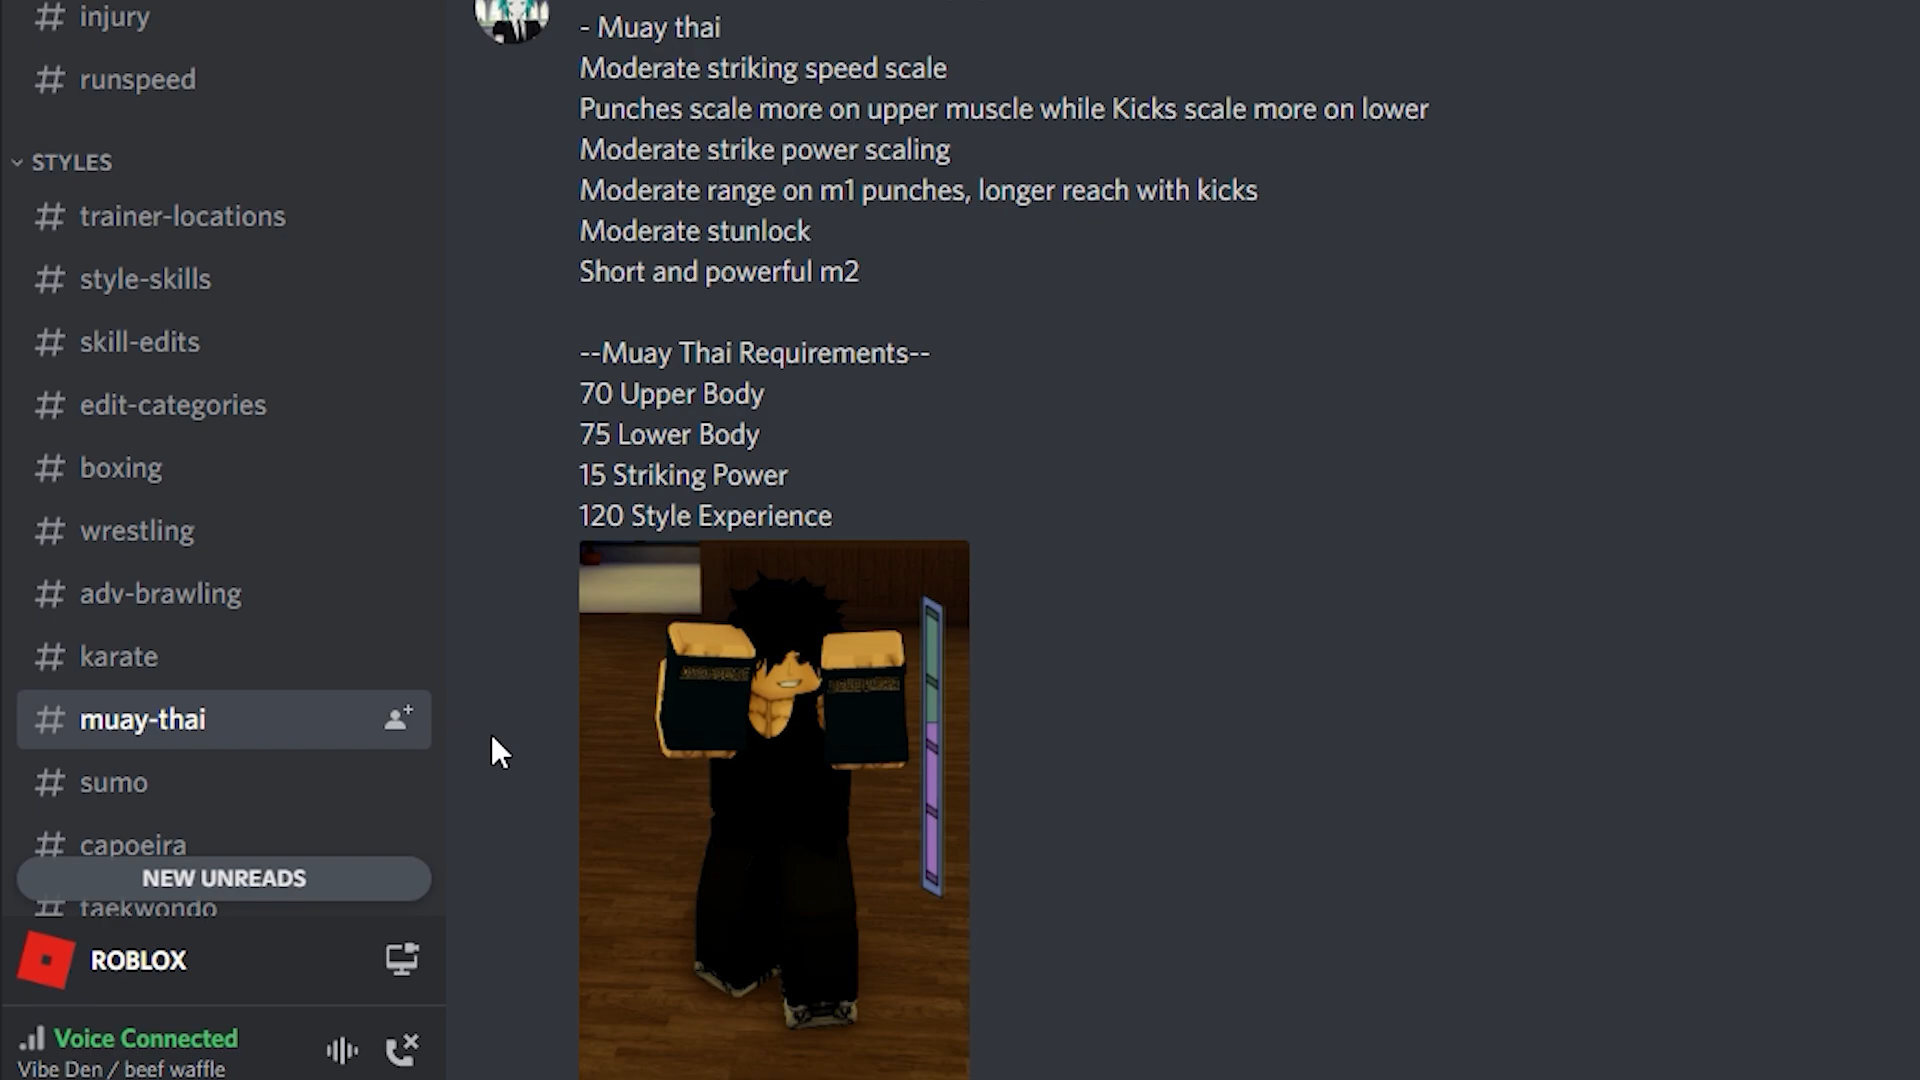 # injury
# runspeed
STYLES
# trainer-locations
# style-skills
# skill-edits
# edit-categories
# boxing
# wrestling
# adv-brawling
# karate
# muay-thai
# sumo
# capoeira
NEW UNREADS
# taekwondo
ROBLOX
Voice Connected
Vibe Den / beef waffle
- Muay thai
Moderate striking speed scale
Punches scale more on upper muscle while Kicks scale more on lower
Moderate strike power scaling
Moderate range on m1 punches, longer reach with kicks
Moderate stunlock
Short and powerful m2
--Muay Thai Requirements--
70 Upper Body
75 Lower Body
15 Striking Power
120 Style Experience